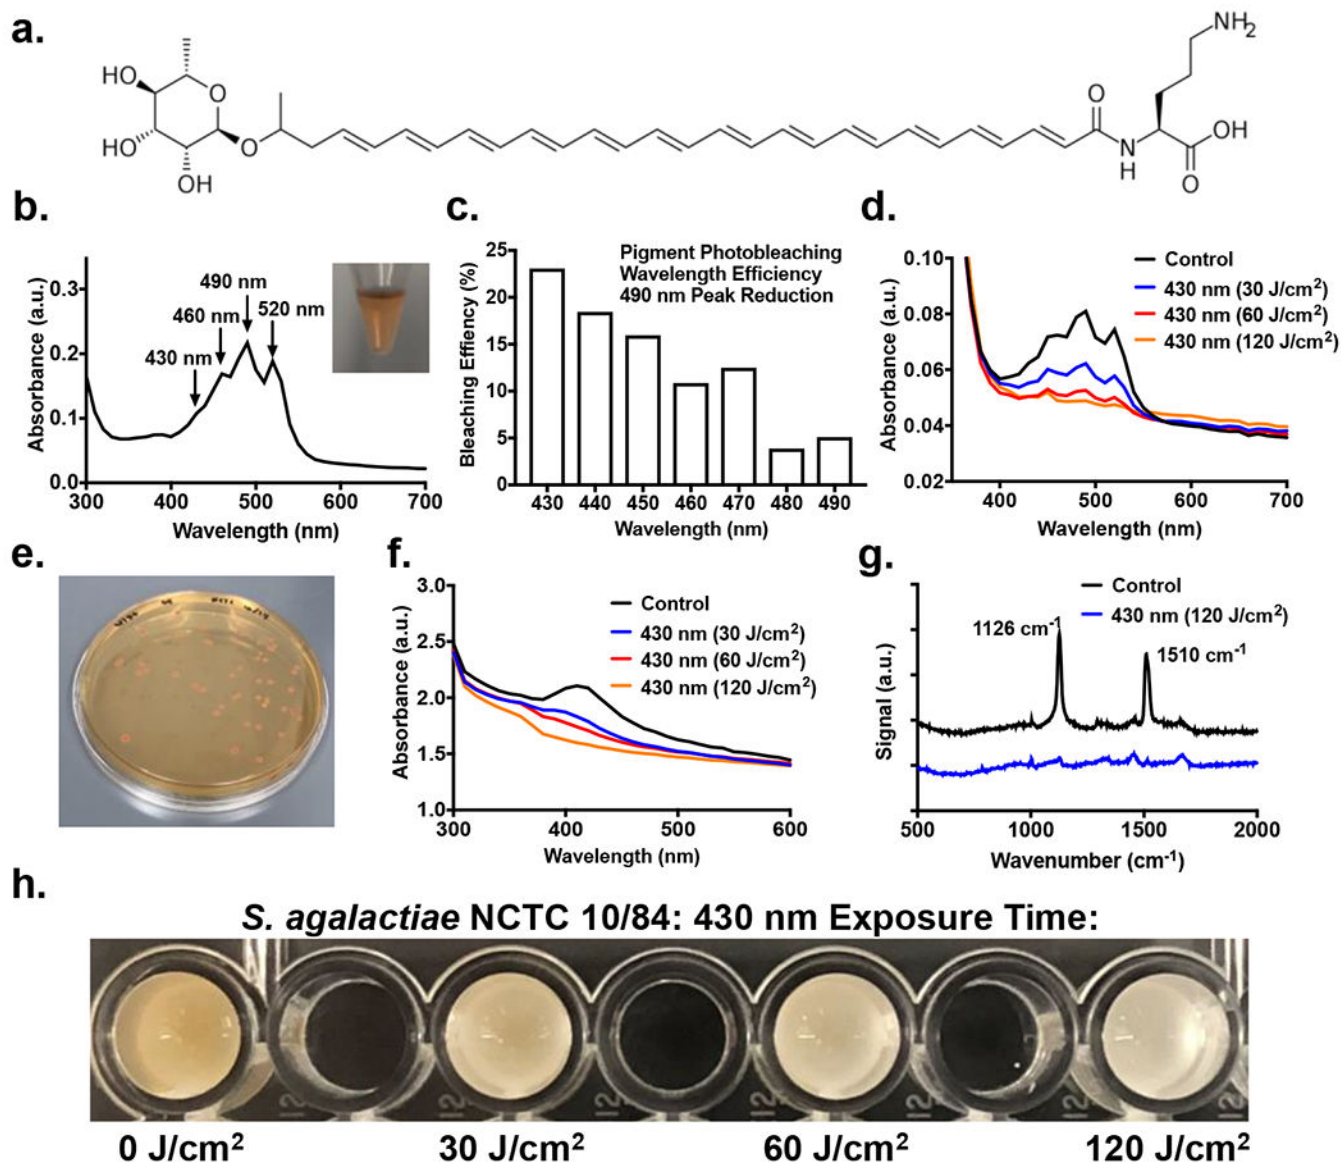 a.
NH2
HO
O
HO
O
OH
O
N
H
OH
O
b.
Absorbance (a.u.)
0.3
0.2
0.1
0.0
490 nm
460 nm
520 nm
430 nm
300 400 500 600 700
Wavelength (nm)
c.
Bleaching Effiency (%)
25
20
15
10
5
0
Pigment Photobleaching
Wavelength Efficiency
490 nm Peak Reduction
430 440 450 460 470 480 490
Wavelength (nm)
d.
Absorbance (a.u.)
0.10
0.08
0.06
0.04
0.02
Control
430 nm (30 J/cm²)
430 nm (60 J/cm²)
430 nm (120 J/cm²)
400 500 600 700
Wavelength (nm)
e.
f.
Absorbance (a.u.)
3.0
2.5
2.0
1.5
1.0
Control
430 nm (30 J/cm²)
430 nm (60 J/cm²)
430 nm (120 J/cm²)
300 400 500 600
Wavelength (nm)
g.
Signal (a.u.)
Control
430 nm (120 J/cm²)
1126 cm⁻¹
1510 cm⁻¹
500 1000 1500 2000
Wavenumber (cm⁻¹)
h.
S. agalactiae NCTC 10/84: 430 nm Exposure Time:
0 J/cm² 30 J/cm² 60 J/cm² 120 J/cm²